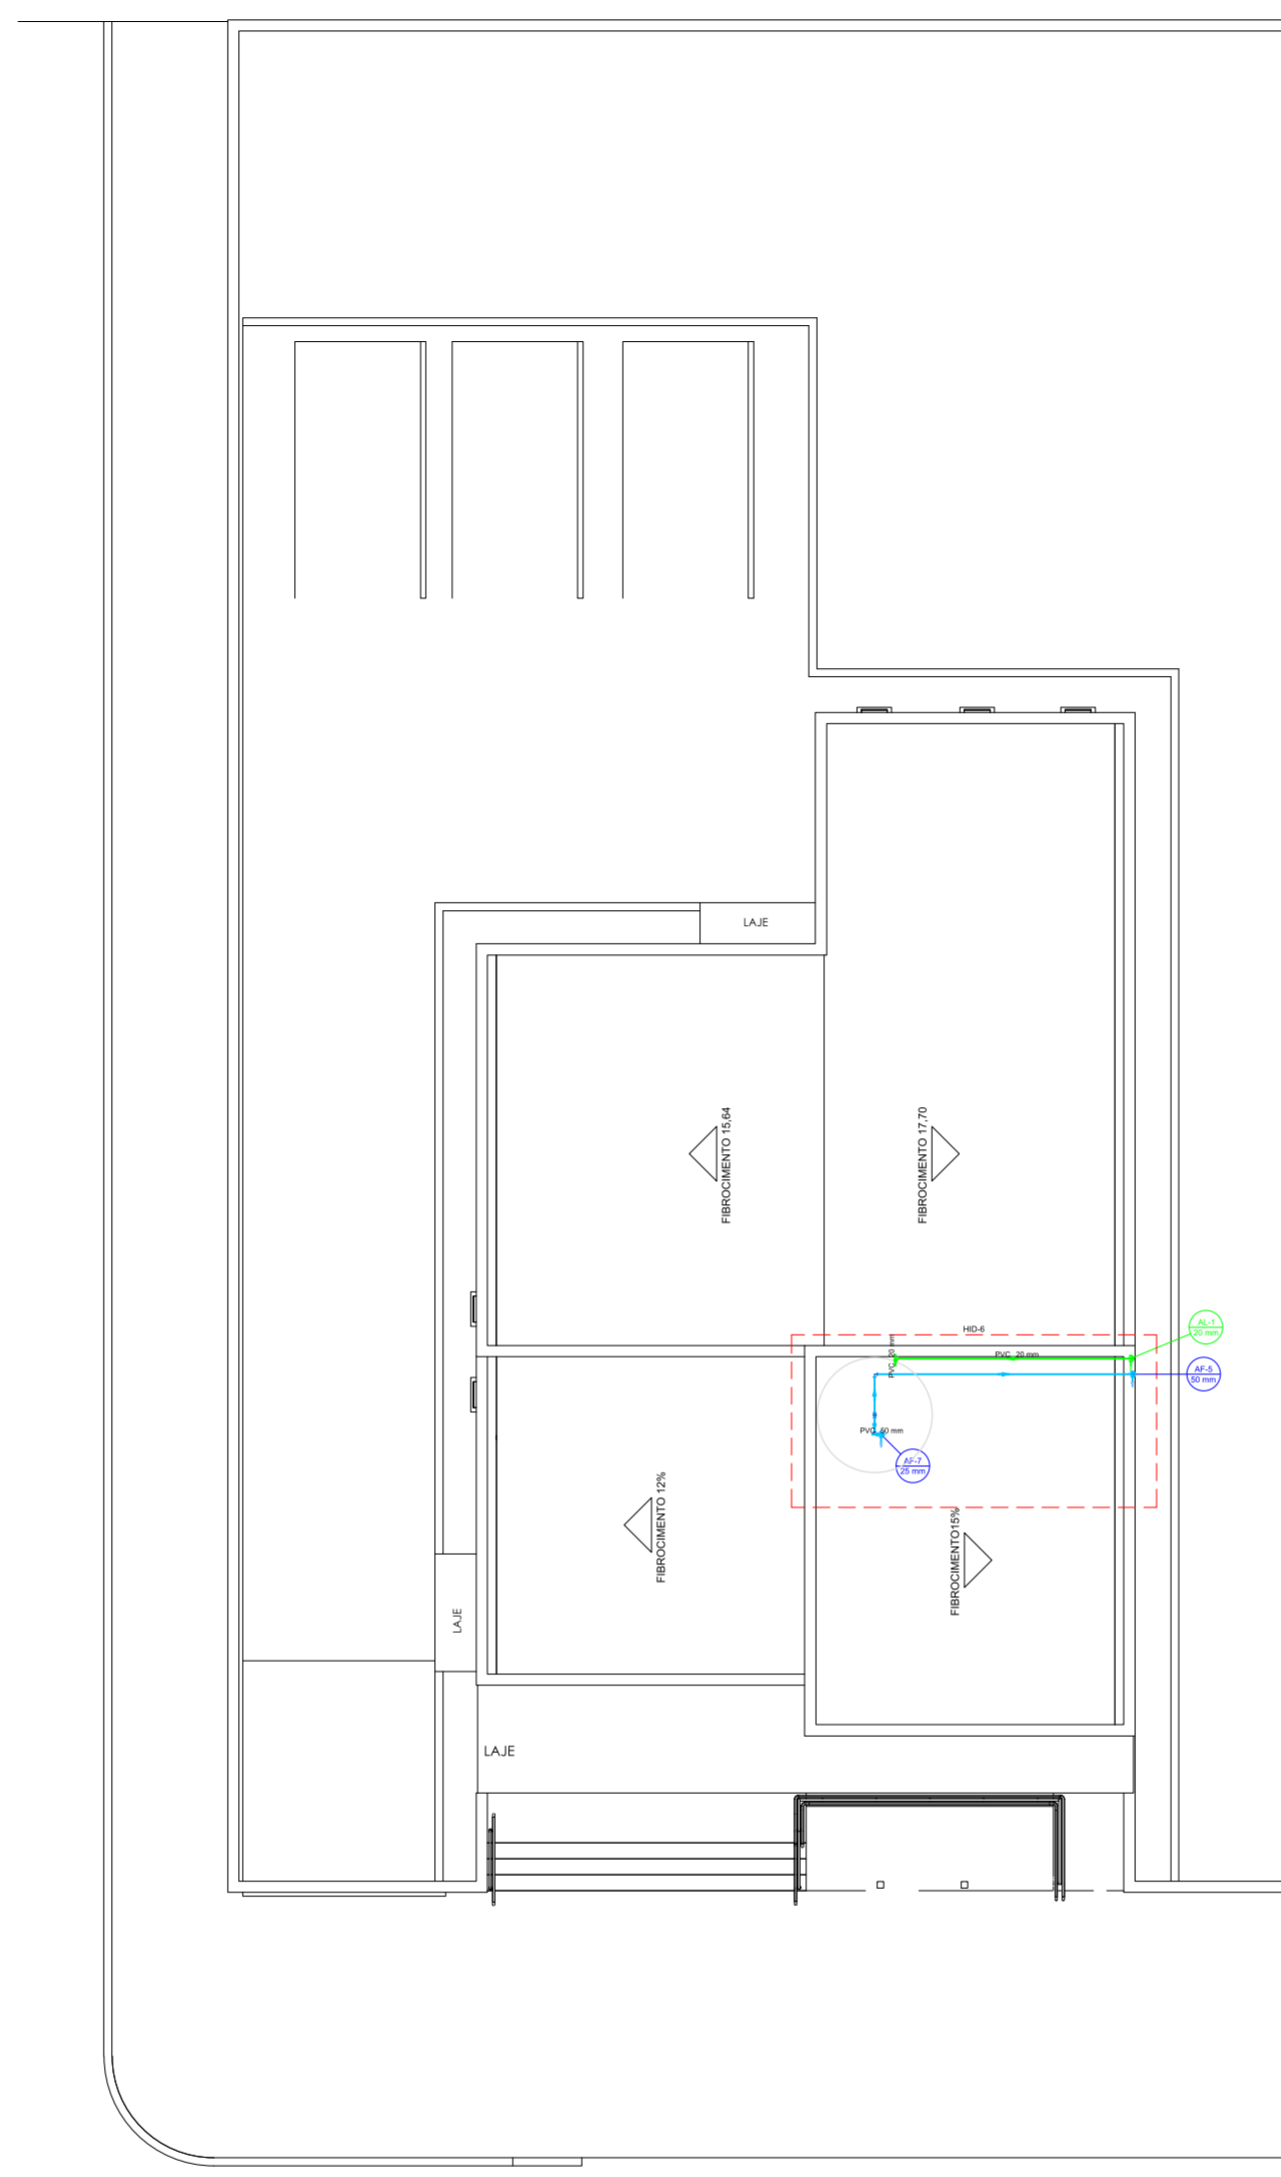 LAJE
FIBROCIMENTO 15,64
FIBROCIMENTO 17,70
HID-6
AL-1
20 mm
PVC 20 mm
PVC 20 mm
AF-5
50 mm
PVC 50 mm
AF-7
25 mm
FIBROCIMENTO 12%
FIBROCIMENTO15%
LAJE
LAJE